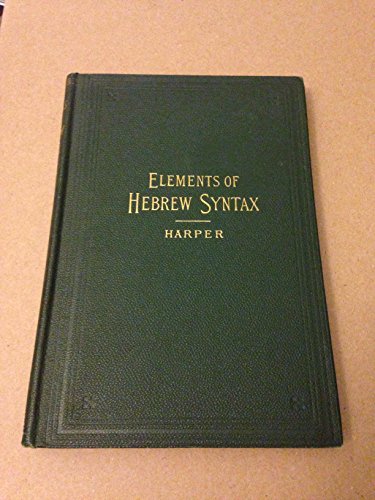 ELEMENTS OF
HEBREW SYNTAX
HARPER